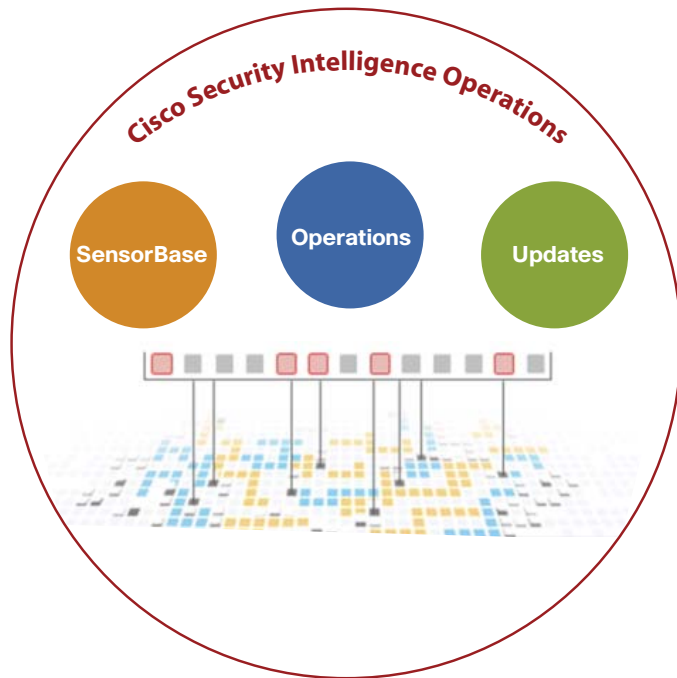 Cisco Security Intelligence Operations
SensorBase
Operations
Updates